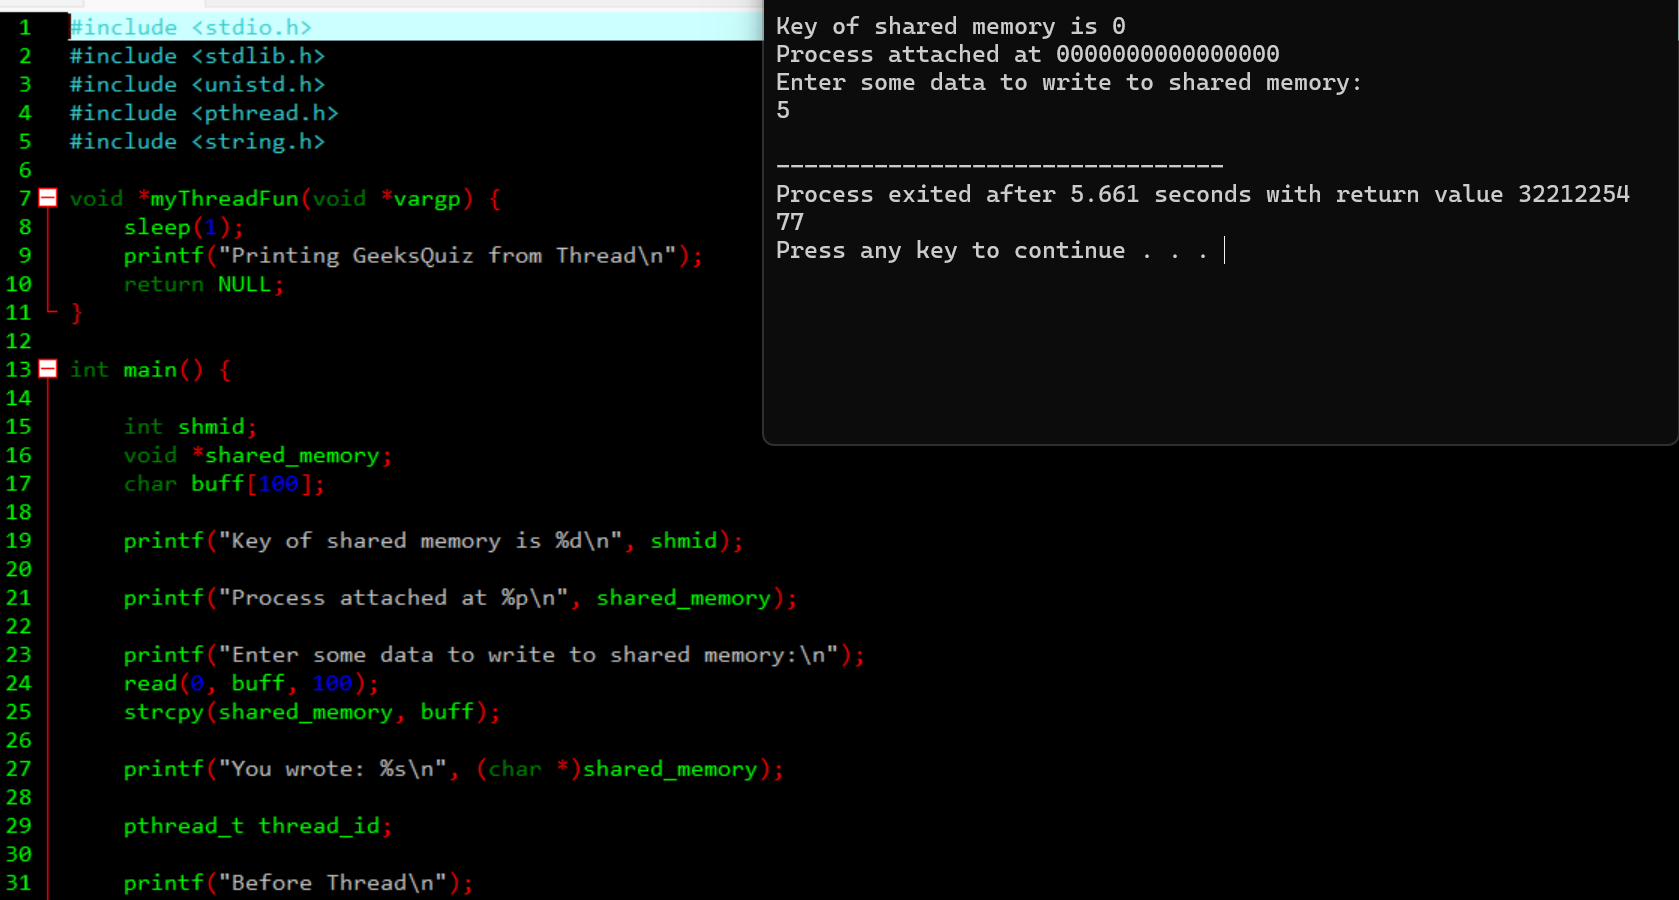 1 #include <stdio.h>
2 #include <stdlib.h>
3 #include <unistd.h>
4 #include <pthread.h>
5 #include <string.h>
6
7 void *myThreadFun(void *vargp) {
8     sleep(1);
9     printf("Printing GeeksQuiz from Thread\n");
10     return NULL;
11 }
12
13 int main() {
14
15     int shmid;
16     void *shared_memory;
17     char buff[100];
18
19     printf("Key of shared memory is %d\n", shmid);
20
21     printf("Process attached at %p\n", shared_memory);
22
23     printf("Enter some data to write to shared memory:\n");
24     read(0, buff, 100);
25     strcpy(shared_memory, buff);
26
27     printf("You wrote: %s\n", (char *)shared_memory);
28
29     pthread_t thread_id;
30
31     printf("Before Thread\n");
Key of shared memory is 0
Process attached at 0000000000000000
Enter some data to write to shared memory:
5
--------------------------------
Process exited after 5.661 seconds with return value 32212254
77
Press any key to continue . . .